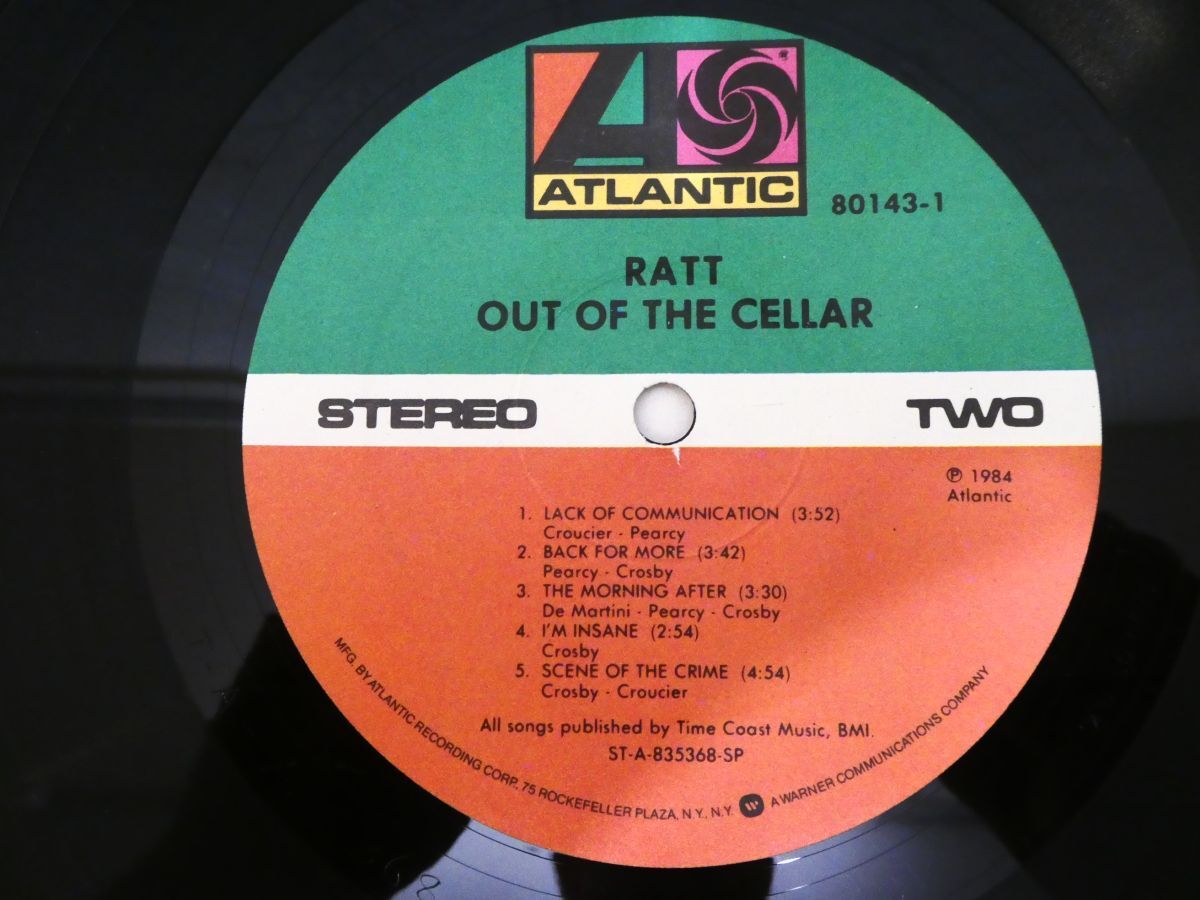 ATLANTIC
80143-1
RATT
OUT OF THE CELLAR
STEREO
TWO
℗ 1984
Atlantic
1. LACK OF COMMUNICATION (3:52)
Croucier - Pearcy
2. BACK FOR MORE (3:42)
Pearcy - Crosby
3. THE MORNING AFTER (3:30)
De Martini - Pearcy - Crosby
4. I'M INSANE (2:54)
Crosby
5. SCENE OF THE CRIME (4:54)
Crosby - Croucier
All songs published by Time Coast Music, BMI.
ST-A-835368-SP
MFG. BY ATLANTIC RECORDING CORP., 75 ROCKEFELLER PLAZA, N.Y., N.Y. W A WARNER COMMUNICATIONS COMPANY
8